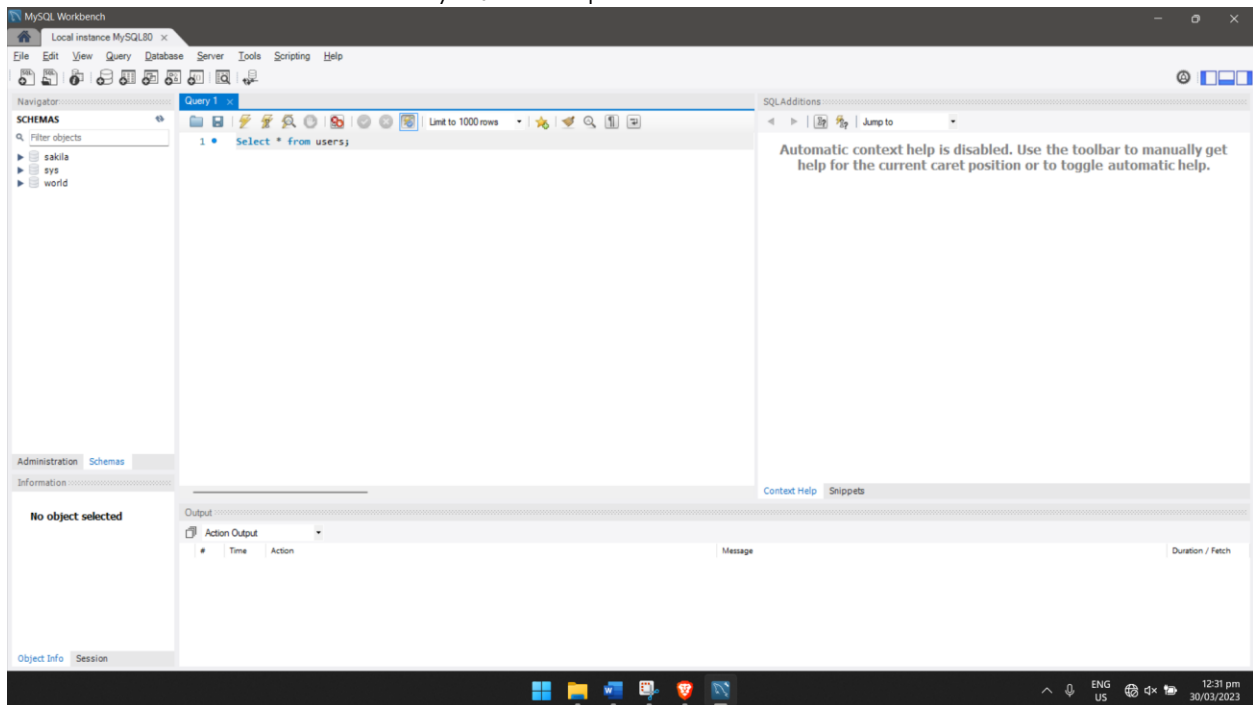 MySQL Workbench
Local instance MySQL80
File Edit View Query Database Server Tools Scripting Help
Navigator
SCHEMAS
Filter objects
sakila
sys
world
Administration Schemas
Information
No object selected
Object Info Session
Query 1
Limit to 1000 rows
1 Select * from users;
SQLAdditions
Jump to
Automatic context help is disabled. Use the toolbar to manually get
help for the current caret position or to toggle automatic help.
Context Help Snippets
Output
Action Output
# Time Action Message Duration / Fetch
ENG
US
12:31 pm
30/03/2023